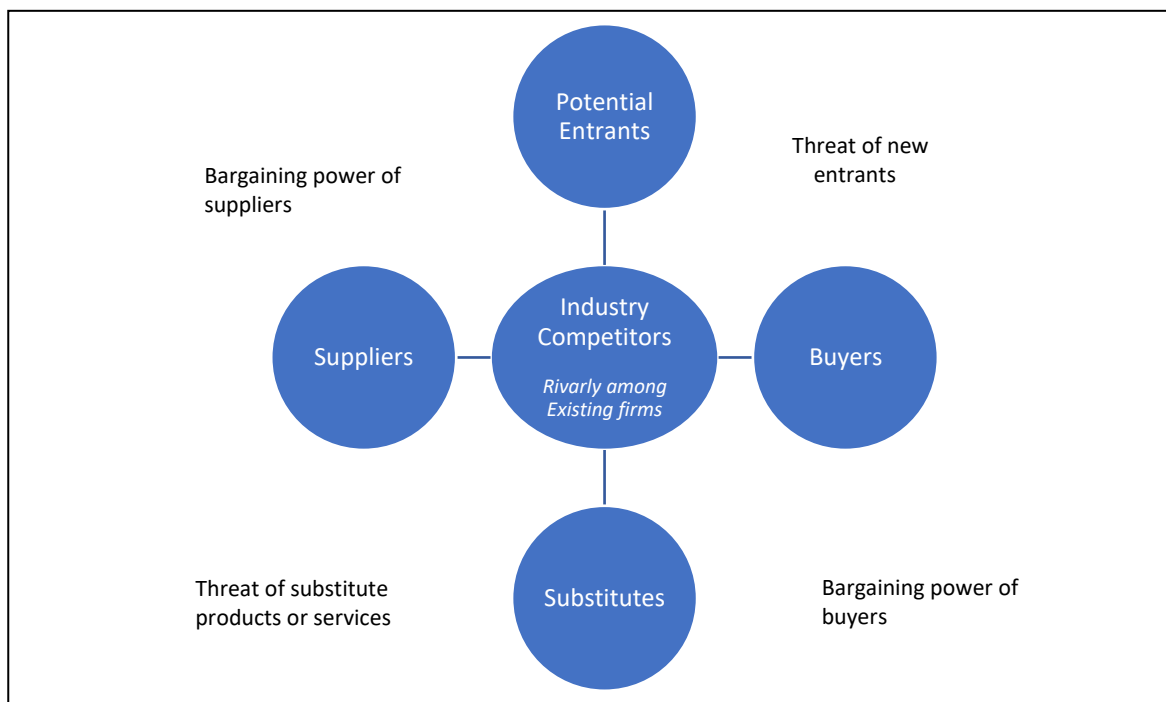 Potential
Entrants
Threat of new
entrants
Bargaining power of
suppliers
Industry
Competitors
Rivarly among
Existing firms
Suppliers
Buyers
Threat of substitute
products or services
Substitutes
Bargaining power of
buyers